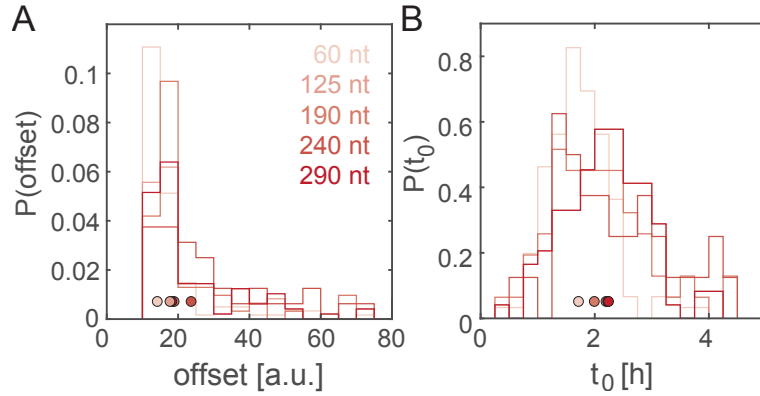 A
P(offset)
0.1
0.08
0.06
0.04
0.02
0
60 nt
125 nt
190 nt
240 nt
290 nt
0 20 40 60 80
offset [a.u.]
B
P(t_0)
0.8
0.6
0.4
0.2
0
0 2 4
t_0 [h]